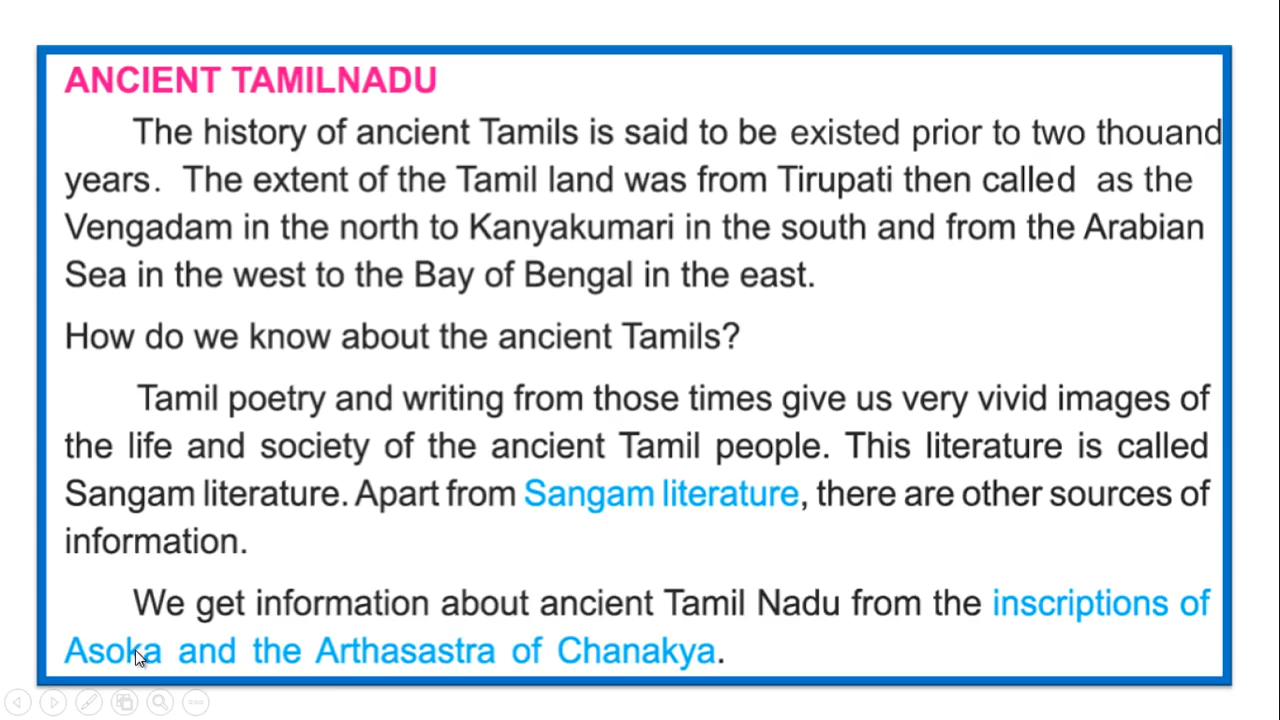 ANCIENT TAMILNADU
The history of ancient Tamils is said to be existed prior to two thouand
years. The extent of the Tamil land was from Tirupati then called as the
Vengadam in the north to Kanyakumari in the south and from the Arabian
Sea in the west to the Bay of Bengal in the east.
How do we know about the ancient Tamils?
Tamil poetry and writing from those times give us very vivid images of
the life and society of the ancient Tamil people. This literature is called
Sangam literature. Apart from Sangam literature, there are other sources of
information.
We get information about ancient Tamil Nadu from the inscriptions of
Asoka and the Arthasastra of Chanakya.